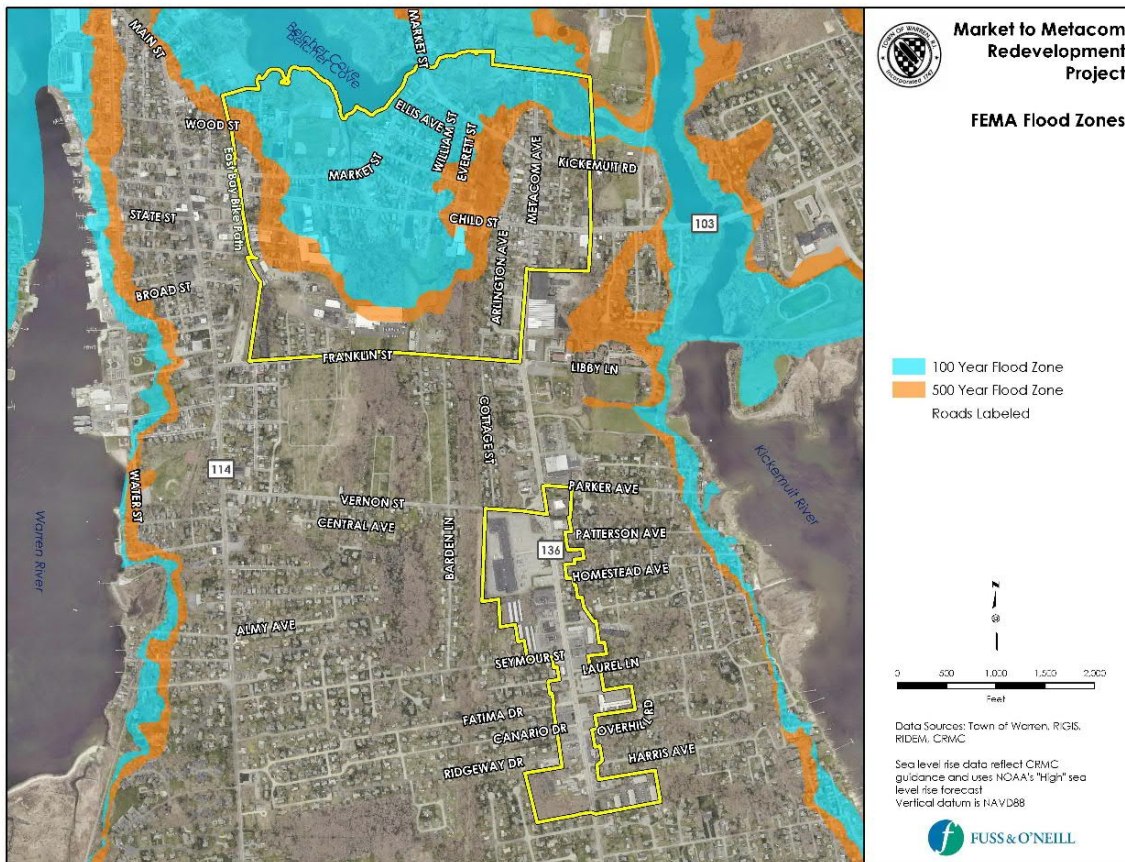 Market to Metacom
Redevelopment
Project
FEMA Flood Zones
TOWN OF WARREN R.I.
100 Year Flood Zone
500 Year Flood Zone
Roads Labeled
0 500 1,000 2,000
Feet
Data Sources: Town of Warren, RIGIS,
RIDEM, CRMC
Sea level rise data reflect CRMC
guidance and uses NOAA's "High" sea
level rise forecast
Vertical datum is NAVD88
FUSS & O'NEILL
MAIN ST
Belcher Cove
Belcher Cove
MARKET ST
WOOD ST
ELLIS AVE
WILLIAM ST
EVERETT ST
METACOM AVE
KICKEMUIT RD
MARKET ST
East Bay Bike Path
STATE ST
CHILD ST
103
ARLINGTON AVE
BROAD ST
FRANKLIN ST
LIBBY LN
COTTAGE ST
114
WATER ST
VERNON ST
CENTRAL AVE
BARDEN LN
PARKER AVE
136
PATTERSON AVE
HOMESTEAD AVE
Kickemuit River
Warren River
ALMY AVE
SEYMOUR ST
LAUREL LN
FATIMA DR
CANARIO DR
OVERHILL RD
RIDGEWAY DR
HARRIS AVE